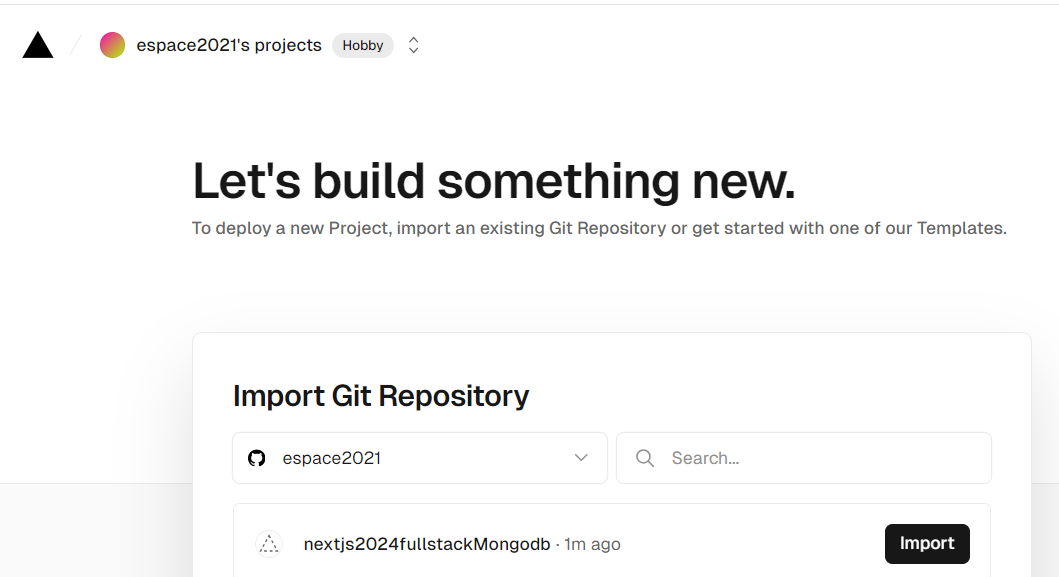 espace2021's projects Hobby
Let's build something new.
To deploy a new Project, import an existing Git Repository or get started with one of our Templates.
Import Git Repository
espace2021 Search...
nextjs2024fullstackMongodb · 1m ago Import